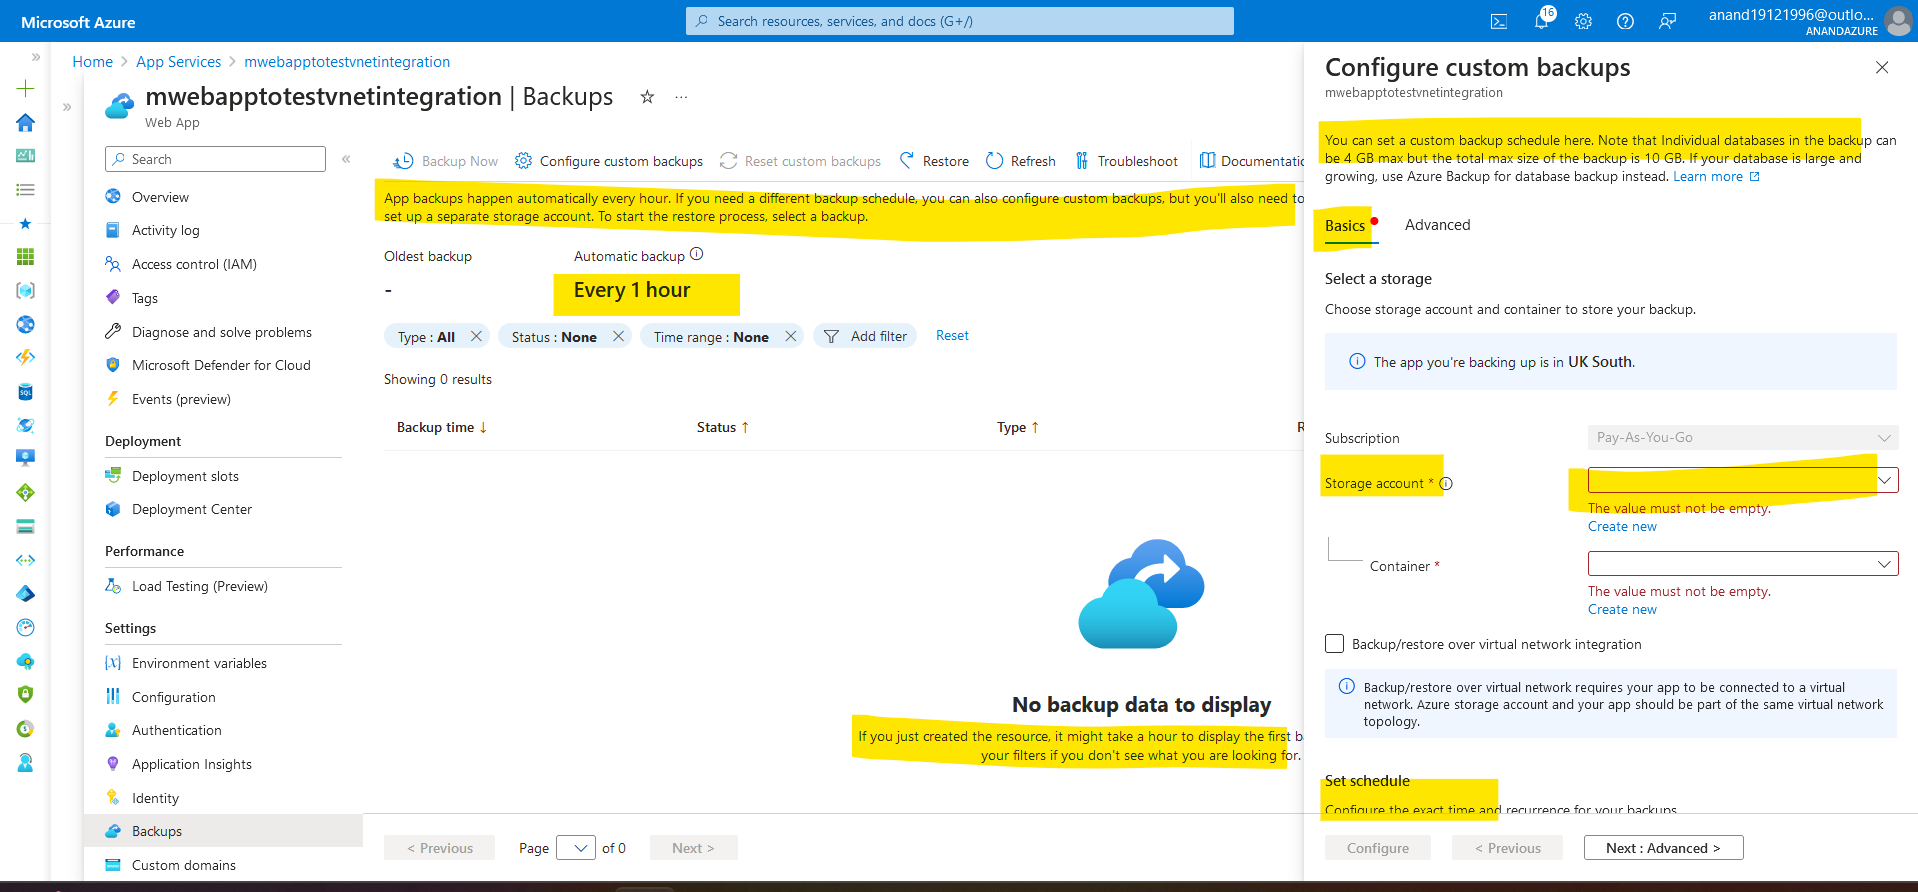 Microsoft Azure
Search resources, services, and docs (G+/)
16
anand19121996@outlo...
ANANDAZURE
Home > App Services > mwebapptotestvnetintegration
mwebapptotestvnetintegration | Backups
Web App
Search
Overview
Activity log
Access control (IAM)
Tags
Diagnose and solve problems
Microsoft Defender for Cloud
Events (preview)
Deployment
Deployment slots
Deployment Center
Performance
Load Testing (Preview)
Settings
Environment variables
Configuration
Authentication
Application Insights
Identity
Backups
Custom domains
Backup Now Configure custom backups Reset custom backups Restore Refresh Troubleshoot Documentatic
App backups happen automatically every hour. If you need a different backup schedule, you can also configure custom backups, but you'll also need to
set up a separate storage account. To start the restore process, select a backup.
Oldest backup Automatic backup
- Every 1 hour
Type : All Status : None Time range : None Add filter Reset
Showing 0 results
Backup time ↓ Status ↑ Type ↑ R
No backup data to display
If you just created the resource, it might take a hour to display the first b
your filters if you don't see what you are looking for.
< Previous Page of 0 Next >
Configure custom backups
mwebapptotestvnetintegration
You can set a custom backup schedule here. Note that Individual databases in the backup can
be 4 GB max but the total max size of the backup is 10 GB. If your database is large and
growing, use Azure Backup for database backup instead. Learn more
Basics Advanced
Select a storage
Choose storage account and container to store your backup.
The app you're backing up is in UK South.
Subscription Pay-As-You-Go
Storage account *
The value must not be empty.
Create new
Container *
The value must not be empty.
Create new
Backup/restore over virtual network integration
Backup/restore over virtual network requires your app to be connected to a virtual
network. Azure storage account and your app should be part of the same virtual network
topology.
Set schedule
Configure the exact time and recurrence for your backups
Configure < Previous Next : Advanced >